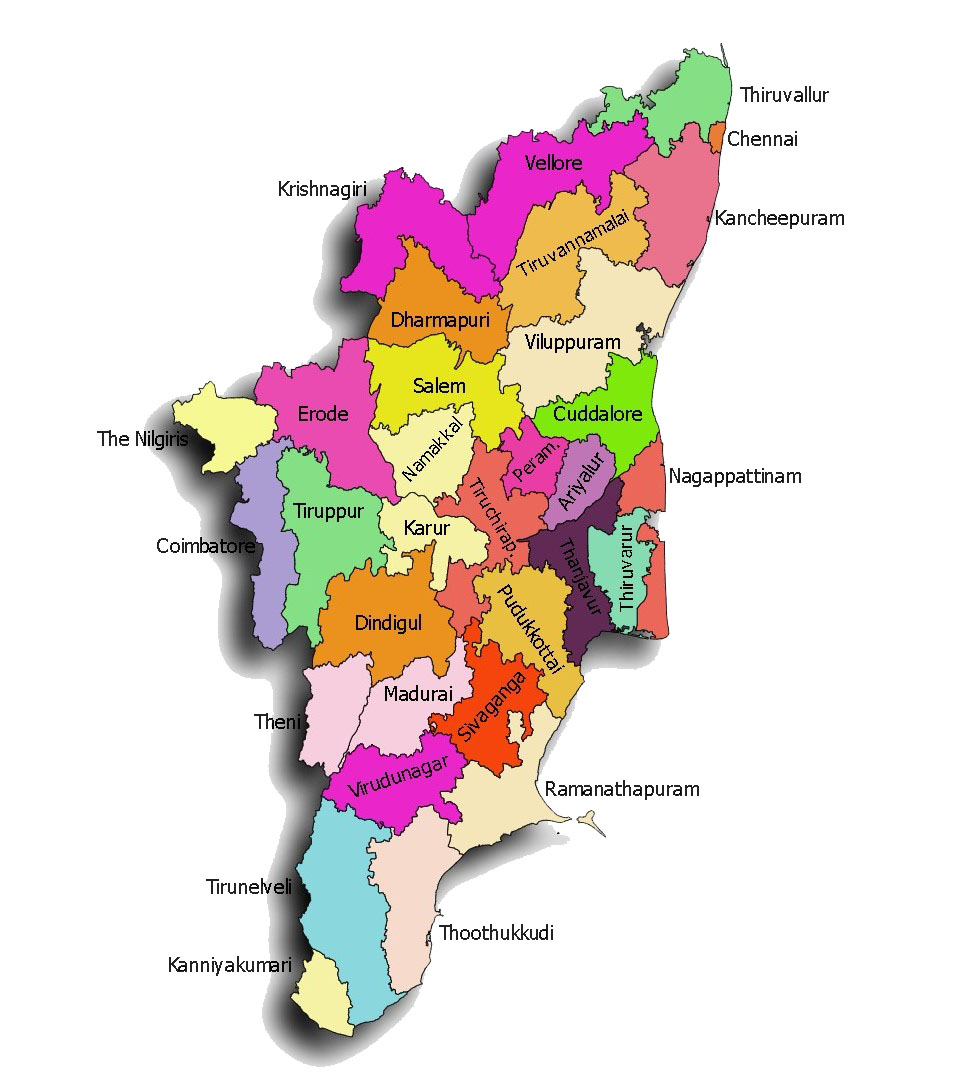 Thiruvallur
Chennai
Vellore
Krishnagiri
Kancheepuram
Tiruvannamalai
Dharmapuri
Viluppuram
Salem
Erode
Cuddalore
The Nilgiris
Namakkal
Peram.
Ariyalur
Nagappattinam
Tiruppur
Tiruchirap.
Karur
Coimbatore
Thanjavur
Thiruvarur
Dindigul
Pudukkottai
Madurai
Sivaganga
Theni
Virudunagar
Ramanathapuram
Tirunelveli
Thoothukkudi
Kanniyakumari